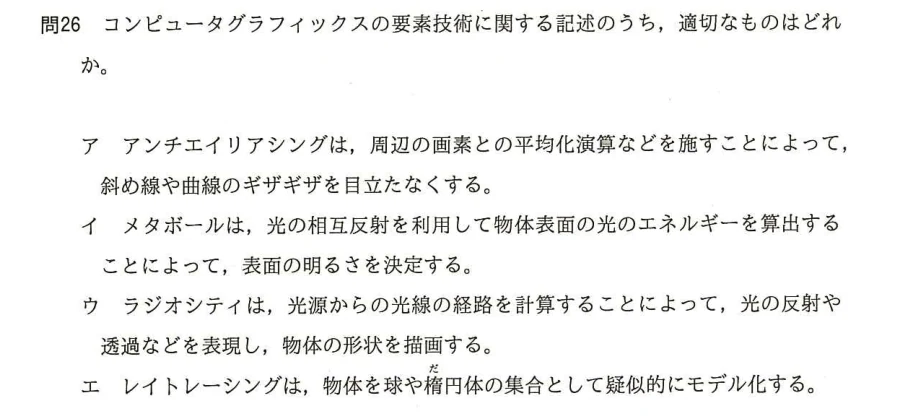 問26 コンピュータグラフィックスの要素技術に関する記述のうち，適切なものはどれ
か。
ア アンチエイリアシングは，周辺の画素との平均化演算などを施すことによって，
斜め線や曲線のギザギザを目立たなくする。
イ メタボールは，光の相互反射を利用して物体表面の光のエネルギーを算出する
ことによって，表面の明るさを決定する。
ウ ラジオシティは，光源からの光線の経路を計算することによって，光の反射や
透過などを表現し，物体の形状を描画する。
だ
エ レイトレーシングは，物体を球や楕円体の集合として疑似的にモデル化する。